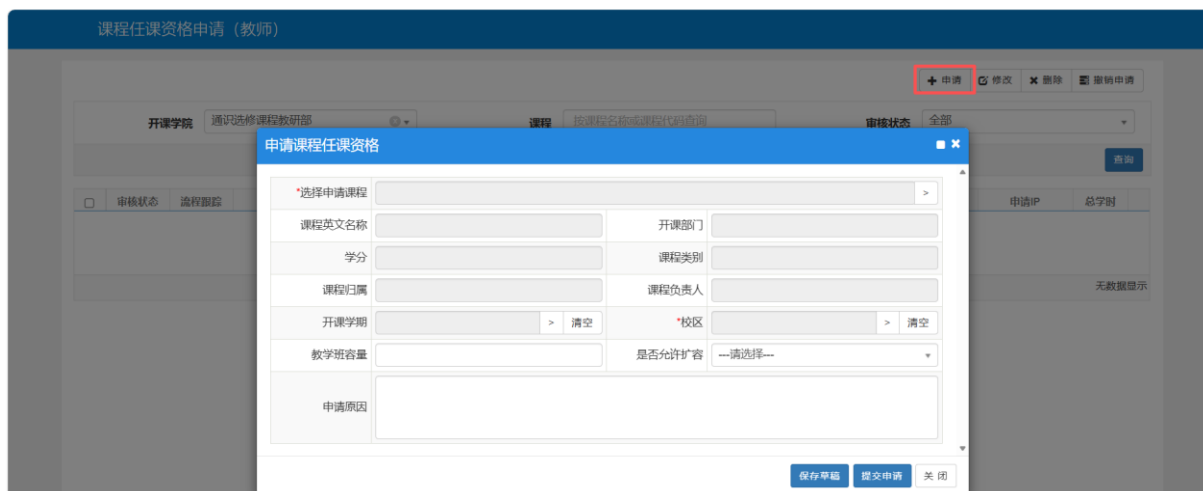 课程任课资格申请（教师）
申请 修改 删除 撤销申请
开课学院 通识选修课程教研部 课程 按课程名称或课程代码查询 审核状态 全部
查询
申请课程任课资格
审核状态 流程跟踪 申请IP 总学时
无数据显示
*选择申请课程 >
课程英文名称 开课部门
学分 课程类别
课程归属 课程负责人
开课学期 > 清空 *校区 > 清空
教学班容量 是否允许扩容 ---请选择---
申请原因
保存草稿 提交申请 关 闭